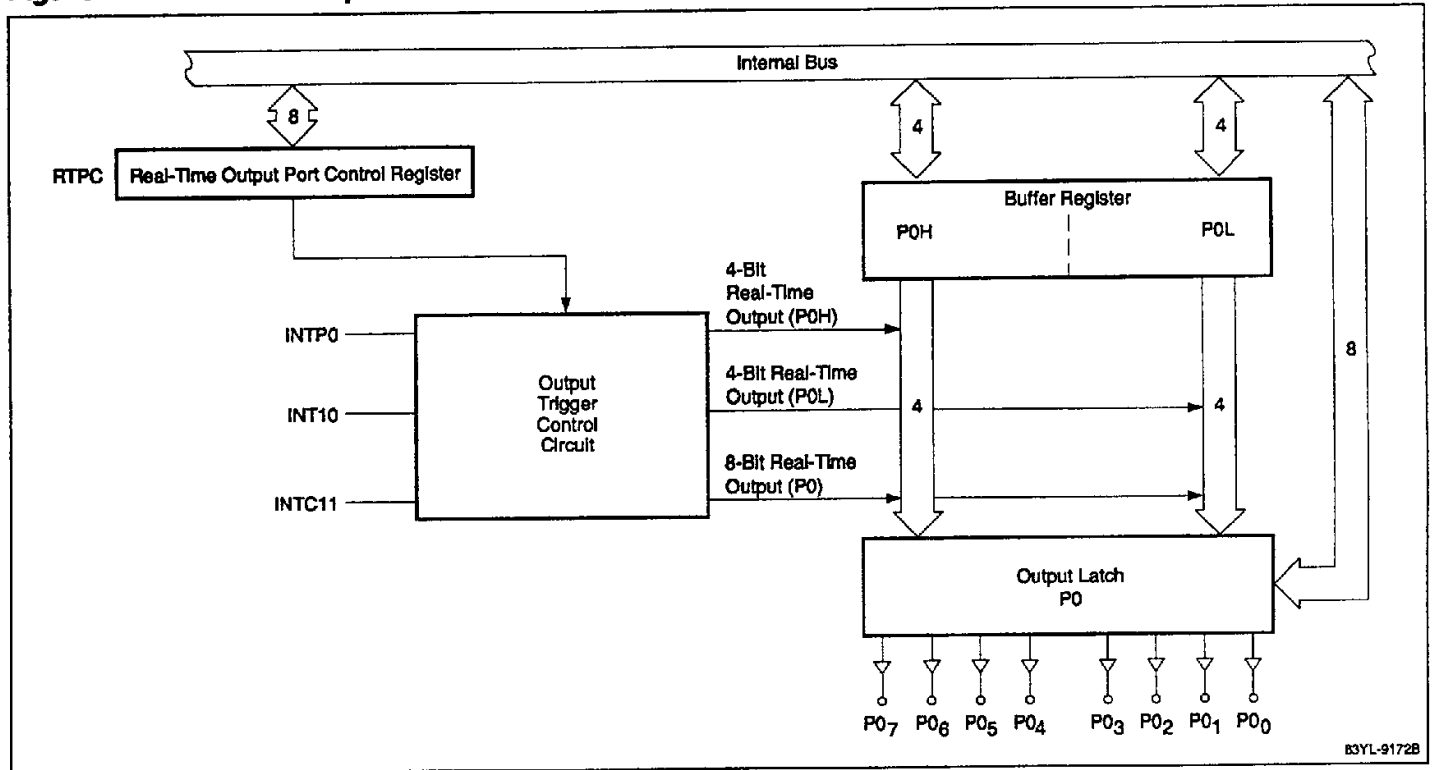 Internal Bus
8
4
4
RTPC
Real-Time Output Port Control Register
Buffer Register
P0H
P0L
4-Bit
Real-Time
Output (P0H)
INTP0
8
Output
Trigger
Control
Circuit
4-Bit Real-Time
Output (P0L)
INT10
4
4
8-Bit Real-Time
Output (P0)
INTC11
Output Latch
P0
P07 P06 P05 P04 P03 P02 P01 P00
83YL-9172B